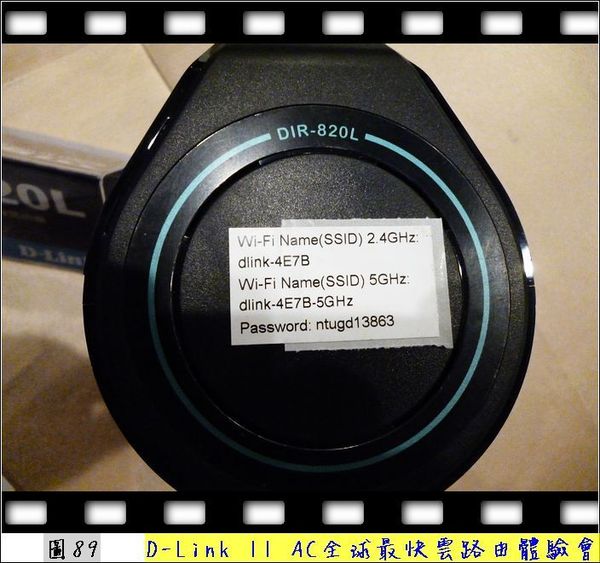 DIR-820L
20L
D-Link
Wi-Fi Name(SSID) 2.4GHz:
dlink-4E7B
Wi-Fi Name(SSID) 5GHz:
dlink-4E7B-5GHz
Password: ntugd13863
圖89 D-Link 11 AC全球最快雲路由體驗會